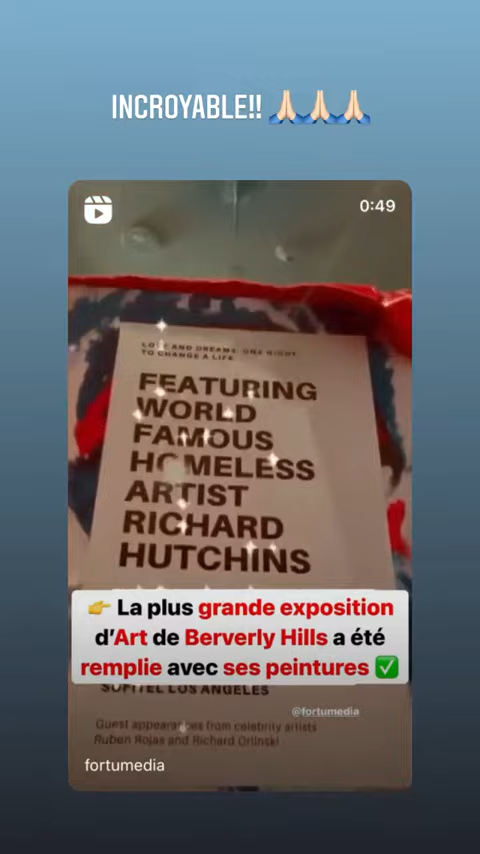 INCROYABLE!! 🙏🏻🙏🏻🙏🏻
0:49
LOVE AND DREAMS: ONE NIGHT
TO CHANGE A LIFE
FEATURING
WORLD
FAMOUS
HOMELESS
ARTIST
RICHARD
HUTCHINS
👉 La plus grande exposition
d'Art de Berverly Hills a été
remplie avec ses peintures ✅
SOFITEL LOS ANGELES
@fortumedia
Guest appearances from celebrity artists
Ruben Rojas and Richard Orlinski
fortumedia